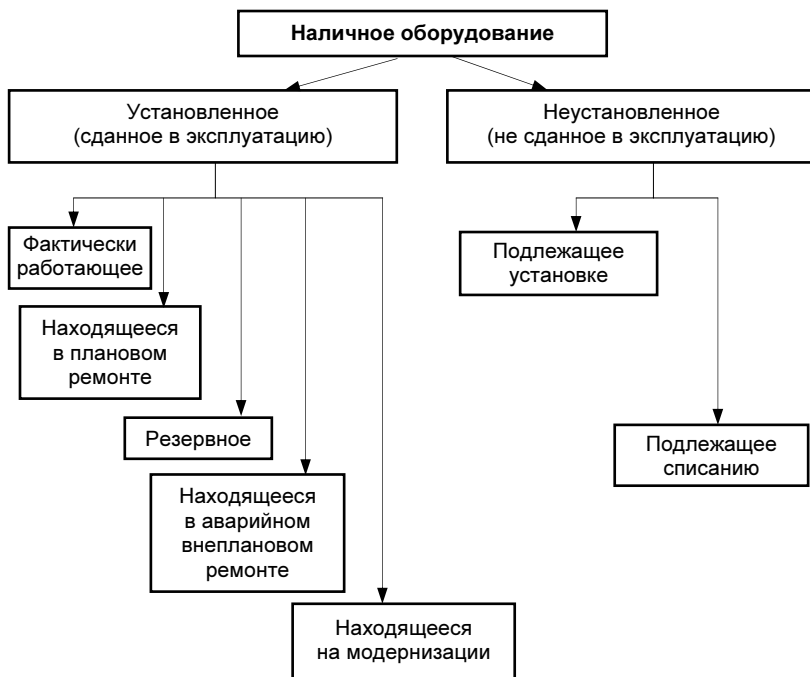 Наличное оборудование
Установленное
(сданное в эксплуатацию)
Неустановленное
(не сданное в эксплуатацию)
Фактически
работающее
Находящееся
в плановом
ремонте
Резервное
Находящееся
в аварийном
внеплановом
ремонте
Находящееся
на модернизации
Подлежащее
установке
Подлежащее
списанию